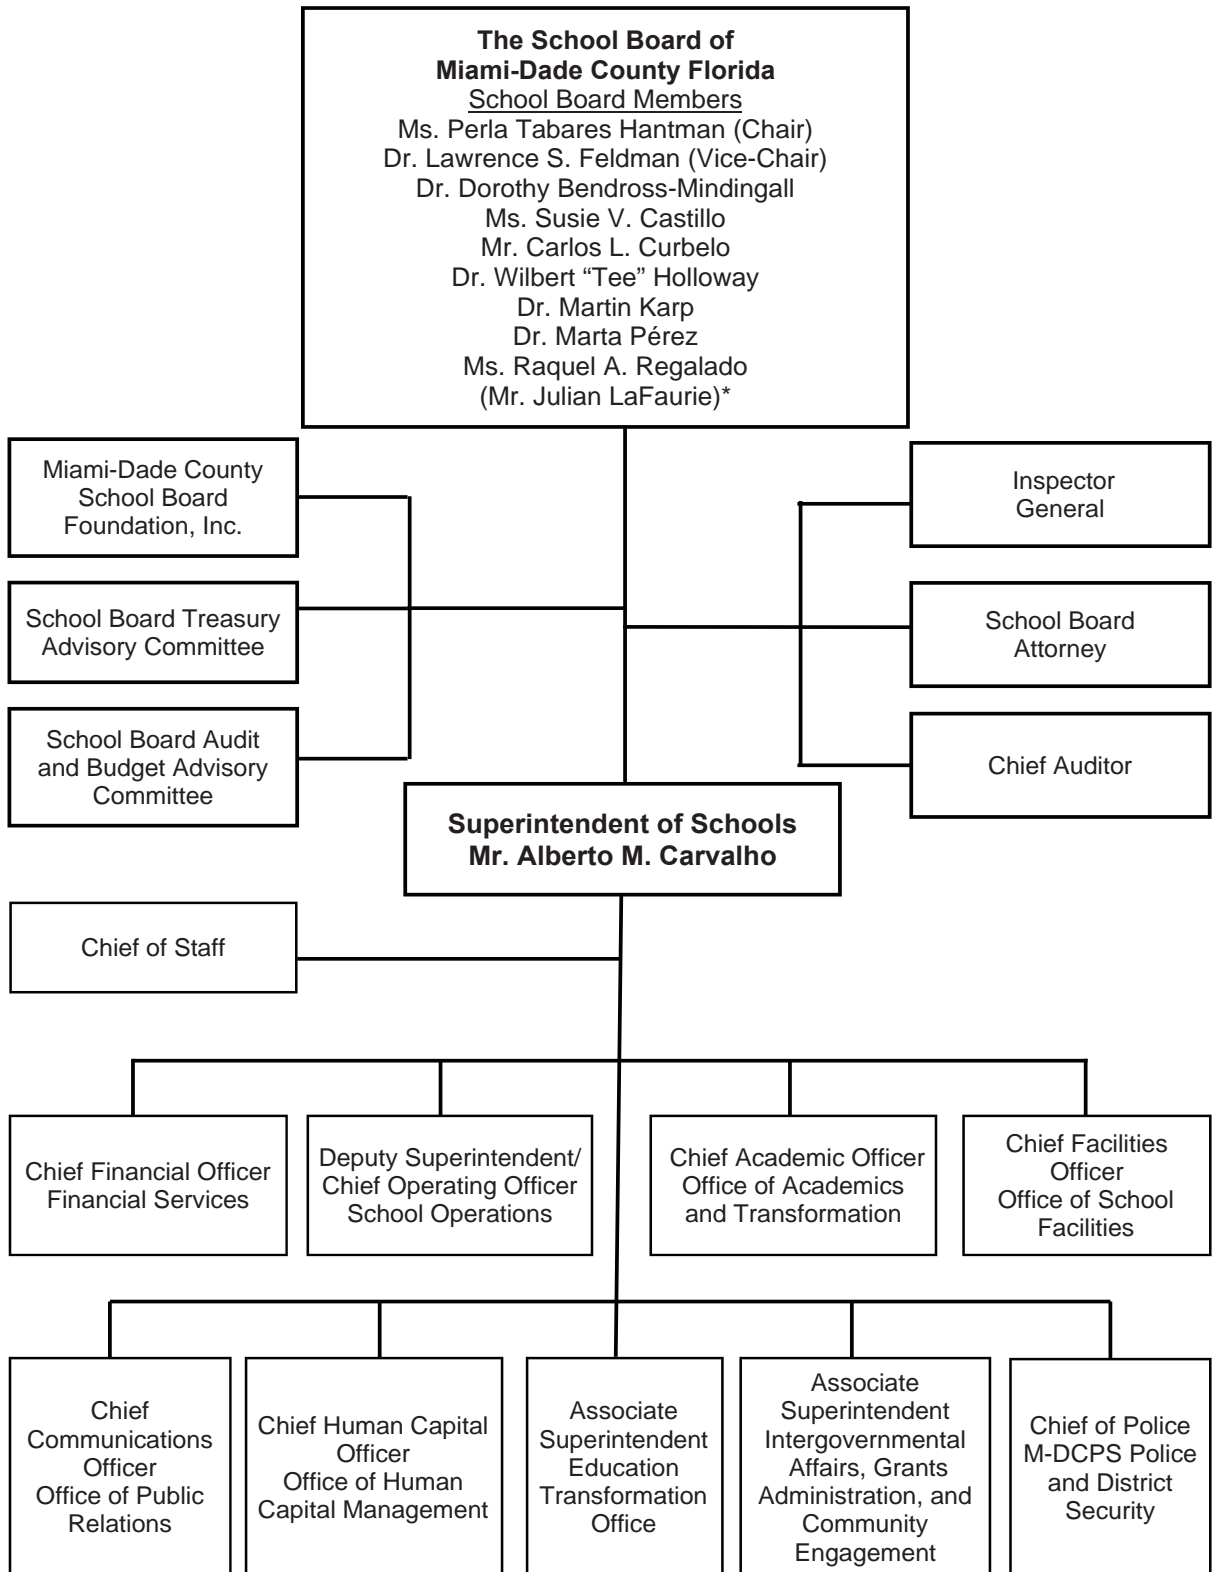 The School Board of
Miami-Dade County Florida
School Board Members
Ms. Perla Tabares Hantman (Chair)
Dr. Lawrence S. Feldman (Vice-Chair)
Dr. Dorothy Bendross-Mindingall
Ms. Susie V. Castillo
Mr. Carlos L. Curbelo
Dr. Wilbert “Tee” Holloway
Dr. Martin Karp
Dr. Marta Pérez
Ms. Raquel A. Regalado
(Mr. Julian LaFaurie)*
Miami-Dade County
School Board
Foundation, Inc.
Inspector
General
School Board Treasury
Advisory Committee
School Board
Attorney
School Board Audit
and Budget Advisory
Committee
Chief Auditor
Superintendent of Schools
Mr. Alberto M. Carvalho
Chief of Staff
Chief Financial Officer
Financial Services
Deputy Superintendent/
Chief Operating Officer
School Operations
Chief Academic Officer
Office of Academics
and Transformation
Chief Facilities
Officer
Office of School
Facilities
Chief
Communications
Officer
Office of Public
Relations
Chief Human Capital
Officer
Office of Human
Capital Management
Associate
Superintendent
Education
Transformation
Office
Associate
Superintendent
Intergovernmental
Affairs, Grants
Administration, and
Community
Engagement
Chief of Police
M-DCPS Police
and District
Security